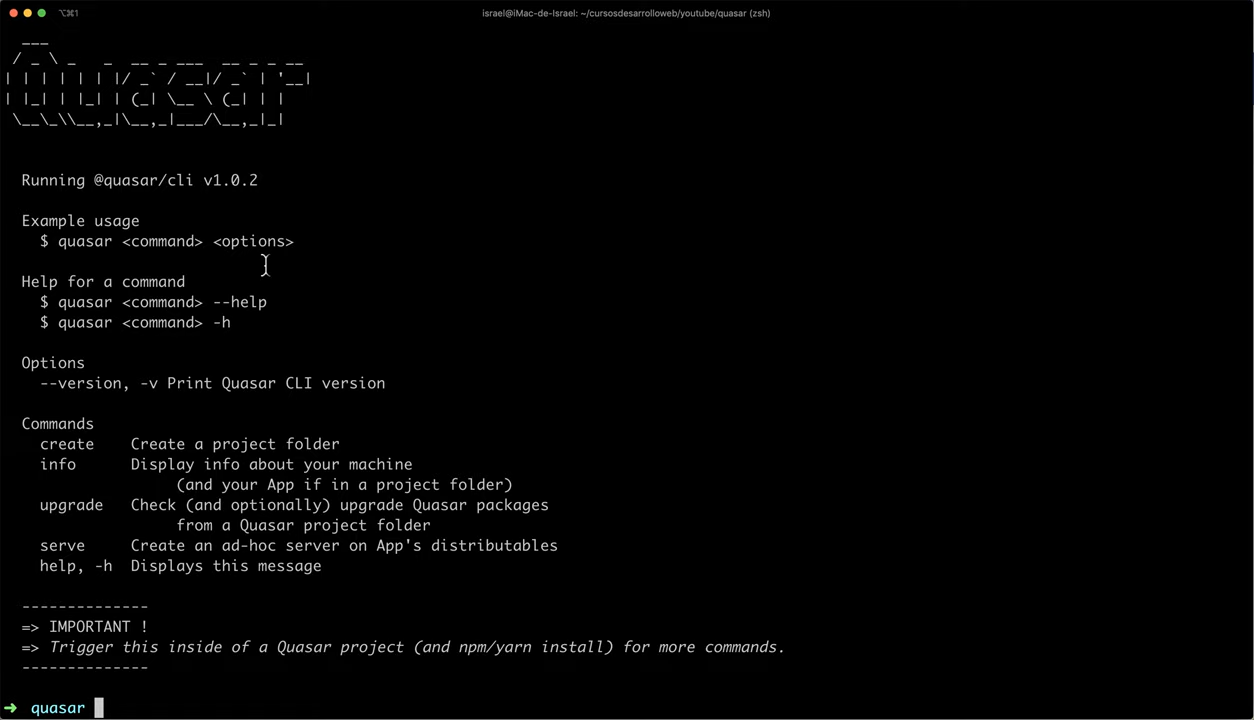 ⌥⌘1
israel@iMac-de-Israel: ~/cursosdesarrolloweb/youtube/quasar (zsh)
Quasar
Running @quasar/cli v1.0.2
Example usage
$ quasar <command> <options>
Help for a command
$ quasar <command> --help
$ quasar <command> -h
Options
--version, -v Print Quasar CLI version
Commands
create Create a project folder
info Display info about your machine
(and your App if in a project folder)
upgrade Check (and optionally) upgrade Quasar packages
from a Quasar project folder
serve Create an ad-hoc server on App's distributables
help, -h Displays this message
--------------
=> IMPORTANT !
=> Trigger this inside of a Quasar project (and npm/yarn install) for more commands.
--------------
➜ quasar